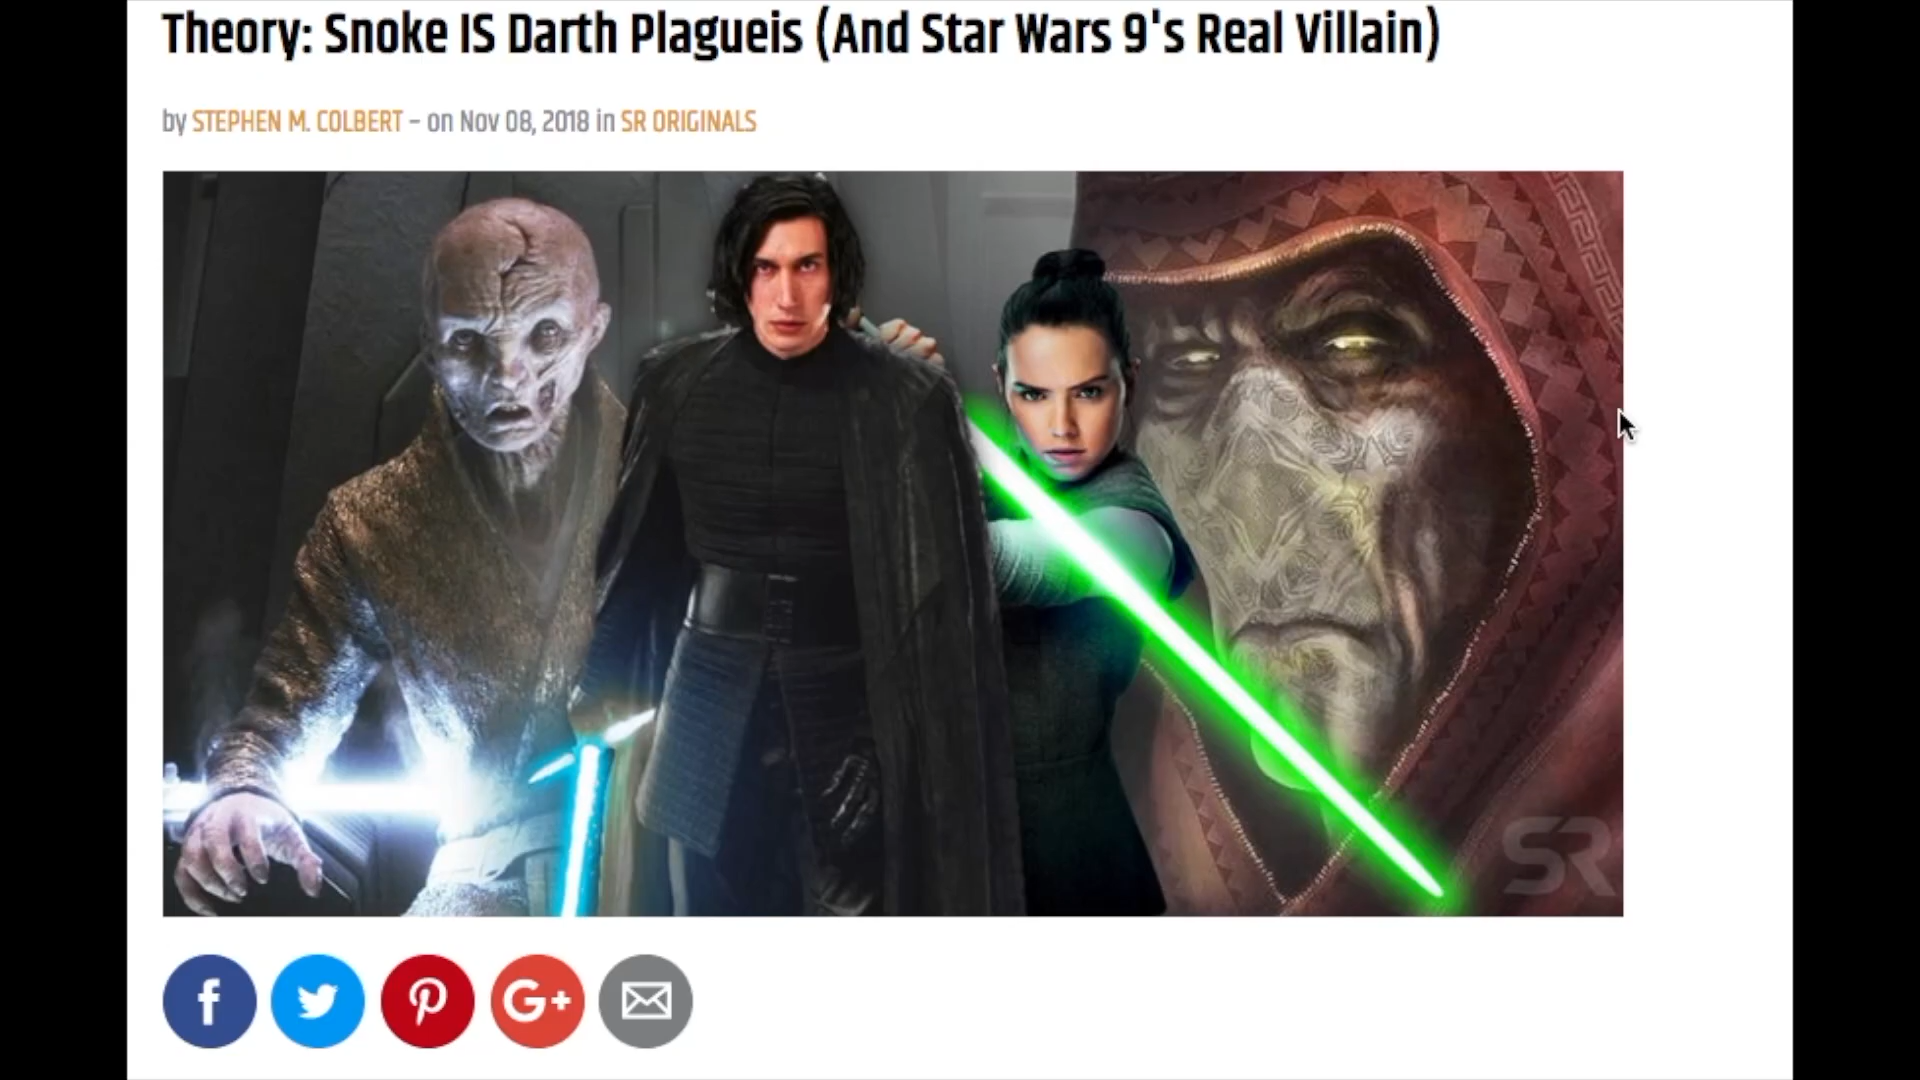 Theory: Snoke IS Darth Plagueis (And Star Wars 9's Real Villain)
by STEPHEN M. COLBERT – on Nov 08, 2018 in SR ORIGINALS
SR
f
G+